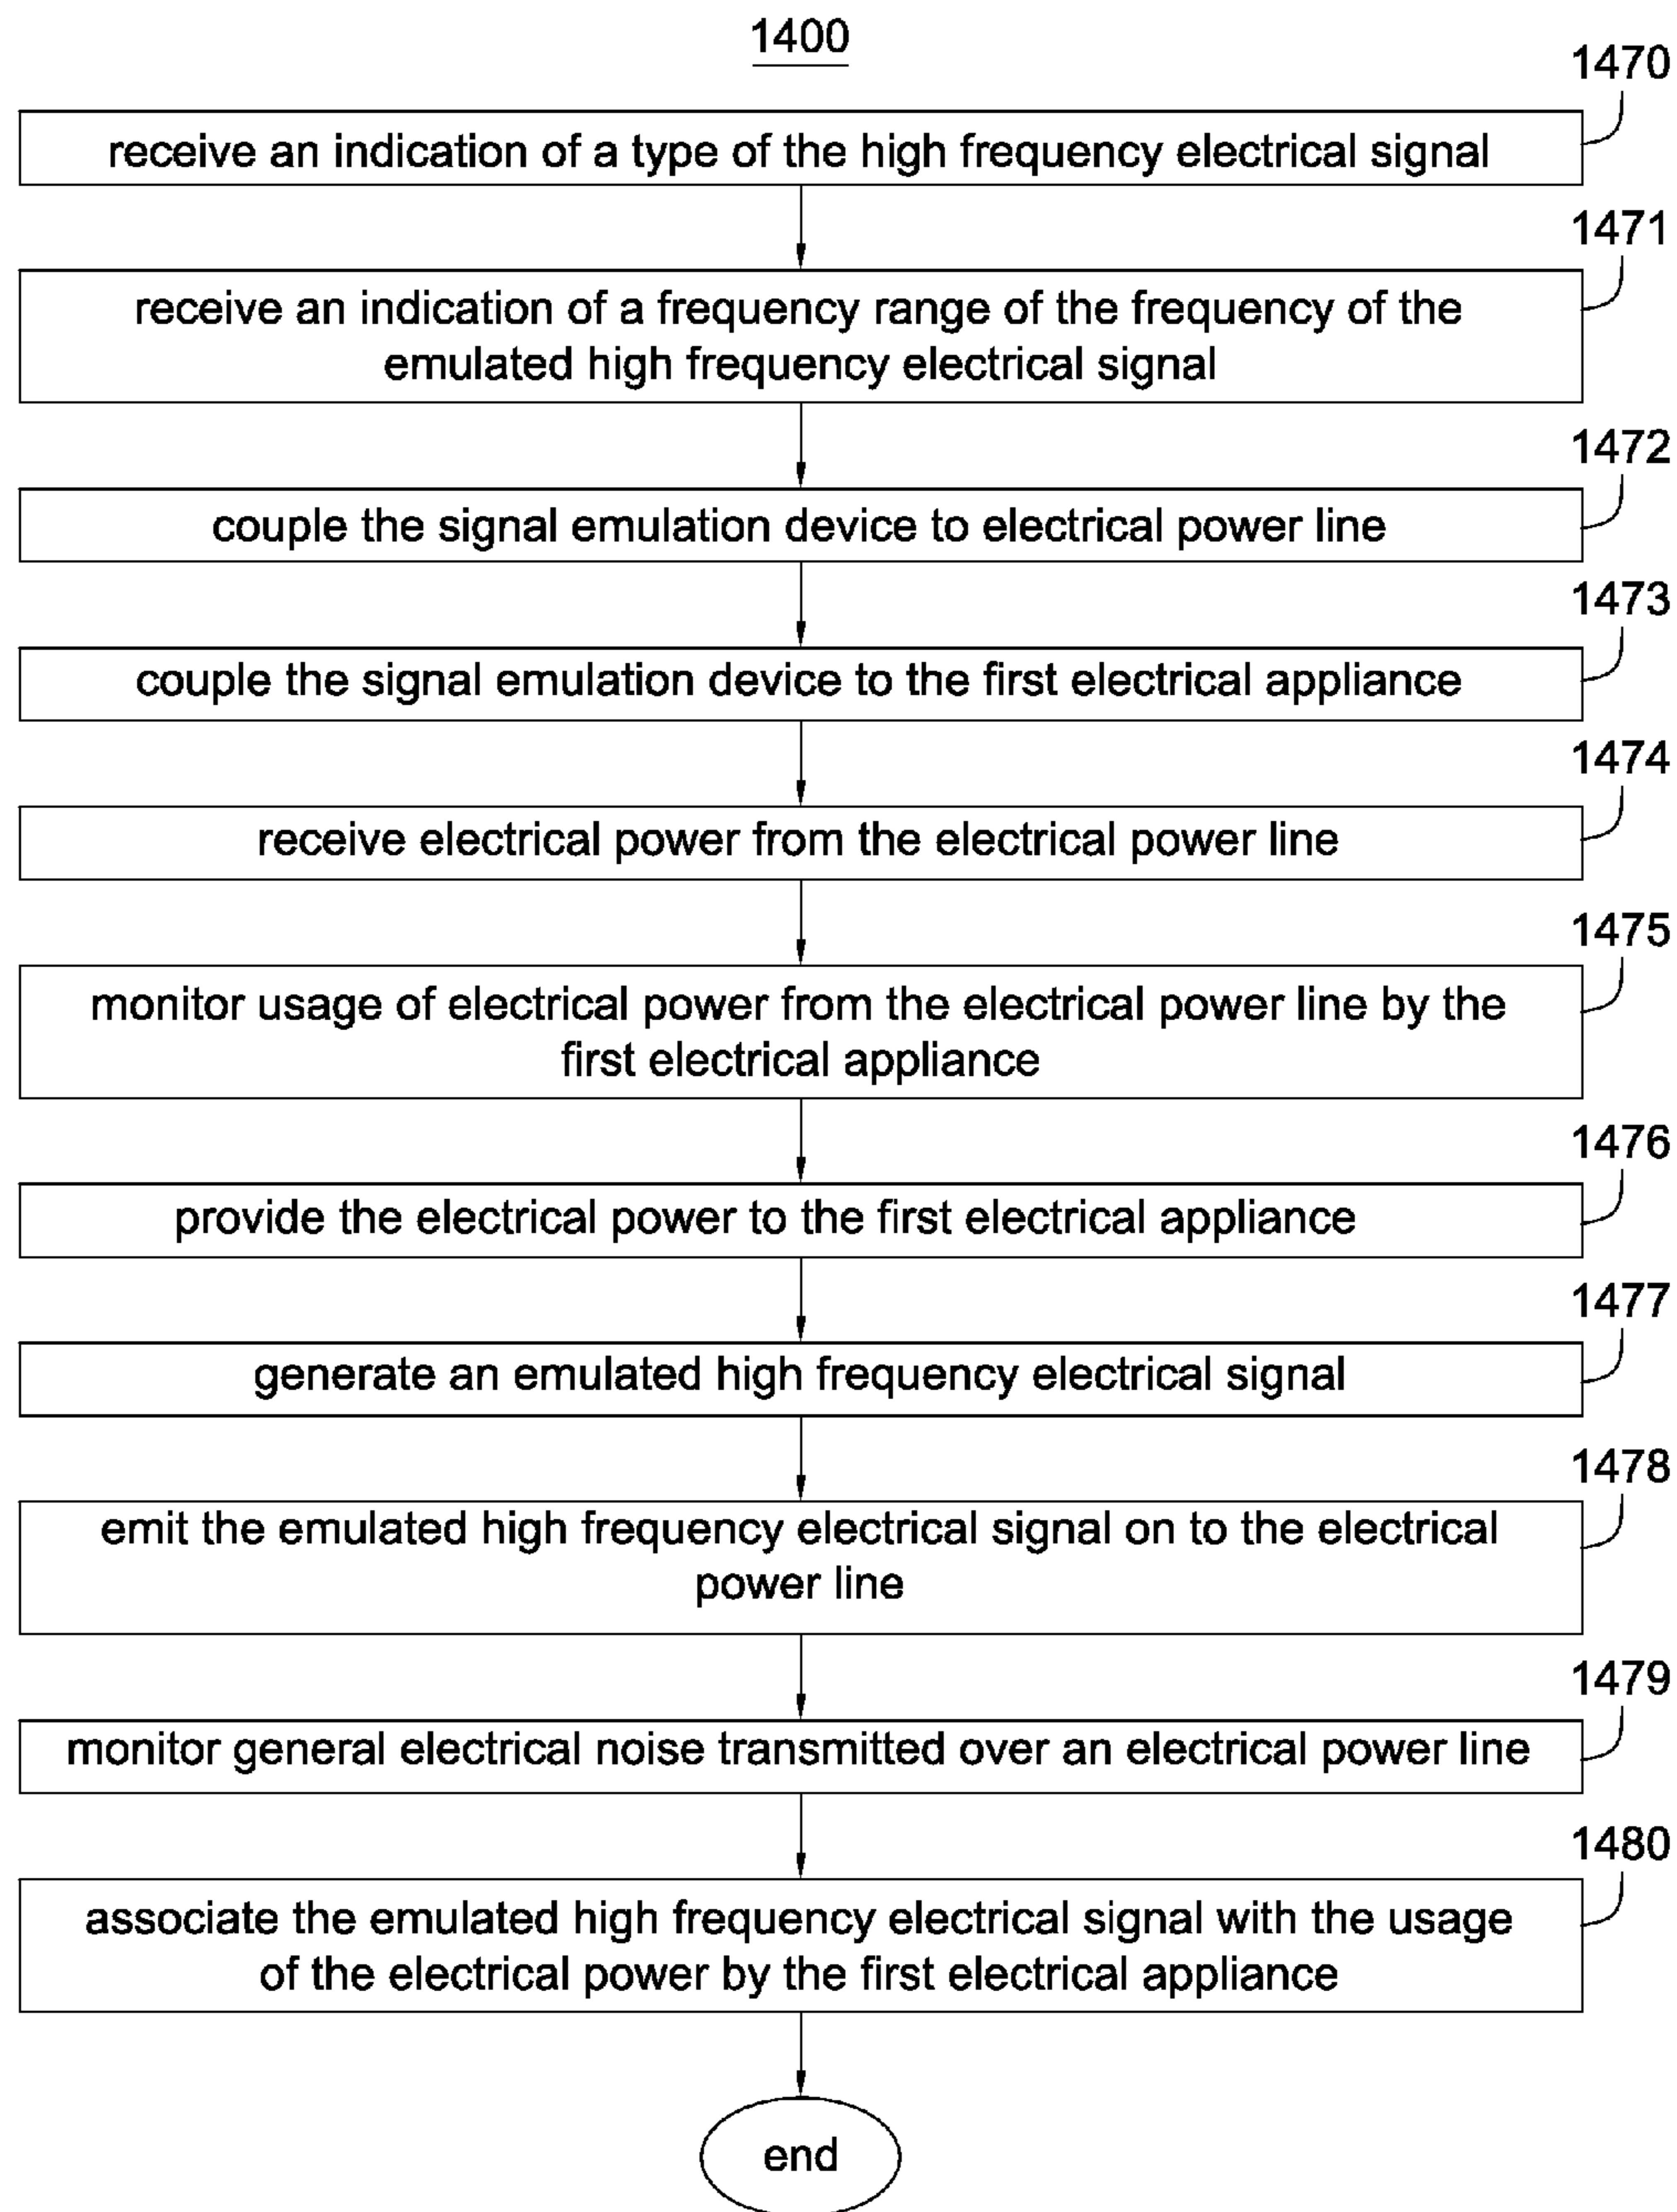 1400
1470
receive an indication of a type of the high frequency electrical signal
1471
receive an indication of a frequency range of the frequency of the
emulated high frequency electrical signal
1472
couple the signal emulation device to electrical power line
1473
couple the signal emulation device to the first electrical appliance
1474
receive electrical power from the electrical power line
1475
monitor usage of electrical power from the electrical power line by the
first electrical appliance
1476
provide the electrical power to the first electrical appliance
1477
generate an emulated high frequency electrical signal
1478
emit the emulated high frequency electrical signal on to the electrical
power line
1479
monitor general electrical noise transmitted over an electrical power line
1480
associate the emulated high frequency electrical signal with the usage
of the electrical power by the first electrical appliance
end